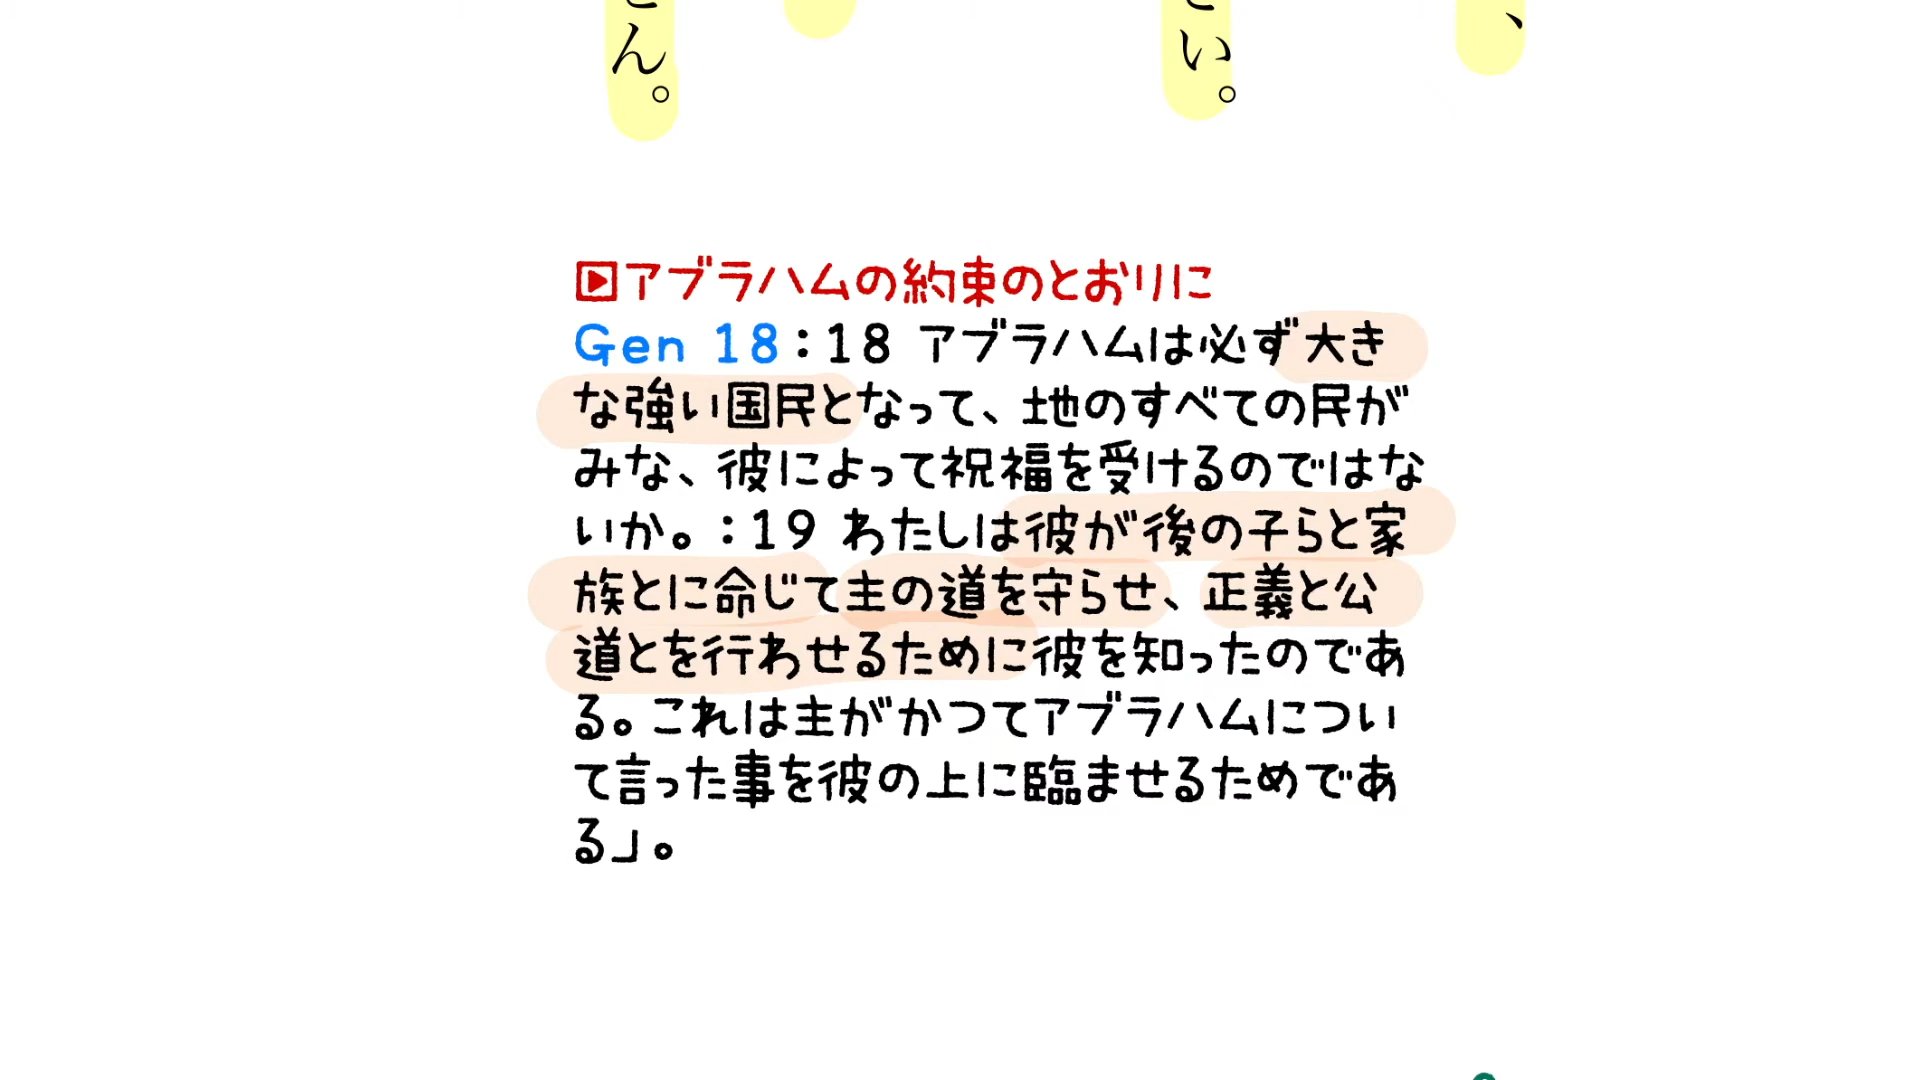 、
い。
ん。
▶アブラハムの約束のとおりに
Gen 18:18 アブラハムは必ず大き
な強い国民となって、地のすべての民が
みな、彼によって祝福を受けるのではな
いか。:19 わたしは彼が後の子らと家
族とに命じて主の道を守らせ、正義と公
道とを行わせるために彼を知ったのであ
る。これは主がかつてアブラハムについ
て言った事を彼の上に臨ませるためであ
る」。